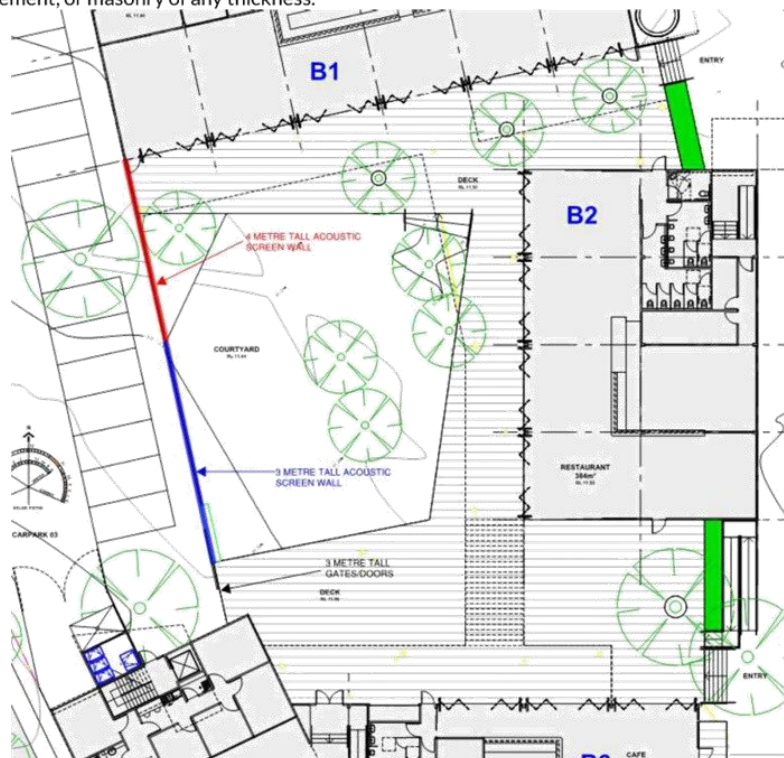 ement, or masonry of any thickness.
B1
ENTRY
DECK
B2
4 METRE TALL ACOUSTIC
SCREEN WALL
COURTYARD
3 METRE TALL ACOUSTIC
SCREEN WALL
RESTAURANT
384m²
CARPARK 03
3 METRE TALL
GATES/DOORS
DECK
ENTRY
CAFE